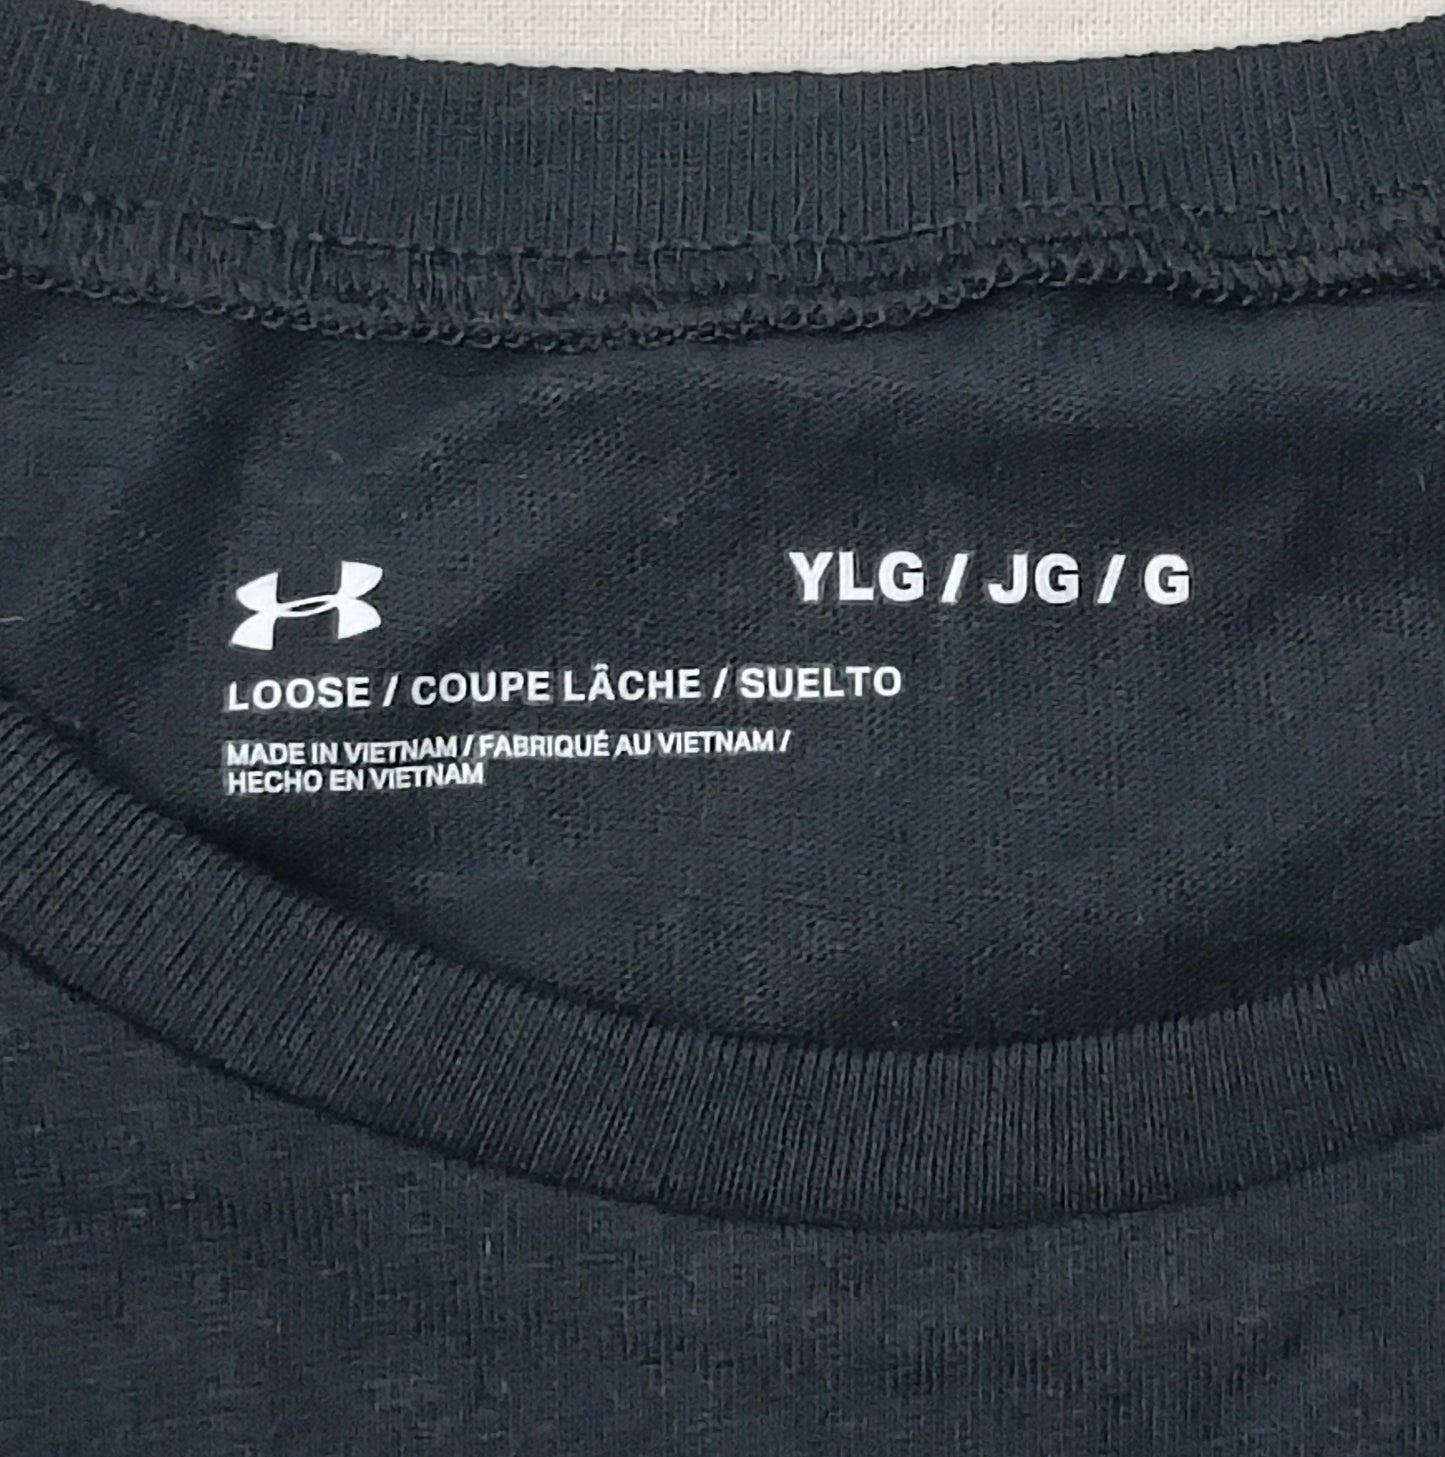 YLG / JG / G
LOOSE / COUPE LÂCHE / SUELTO
MADE IN VIETNAM / FABRIQUÉ AU VIETNAM /
HECHO EN VIETNAM